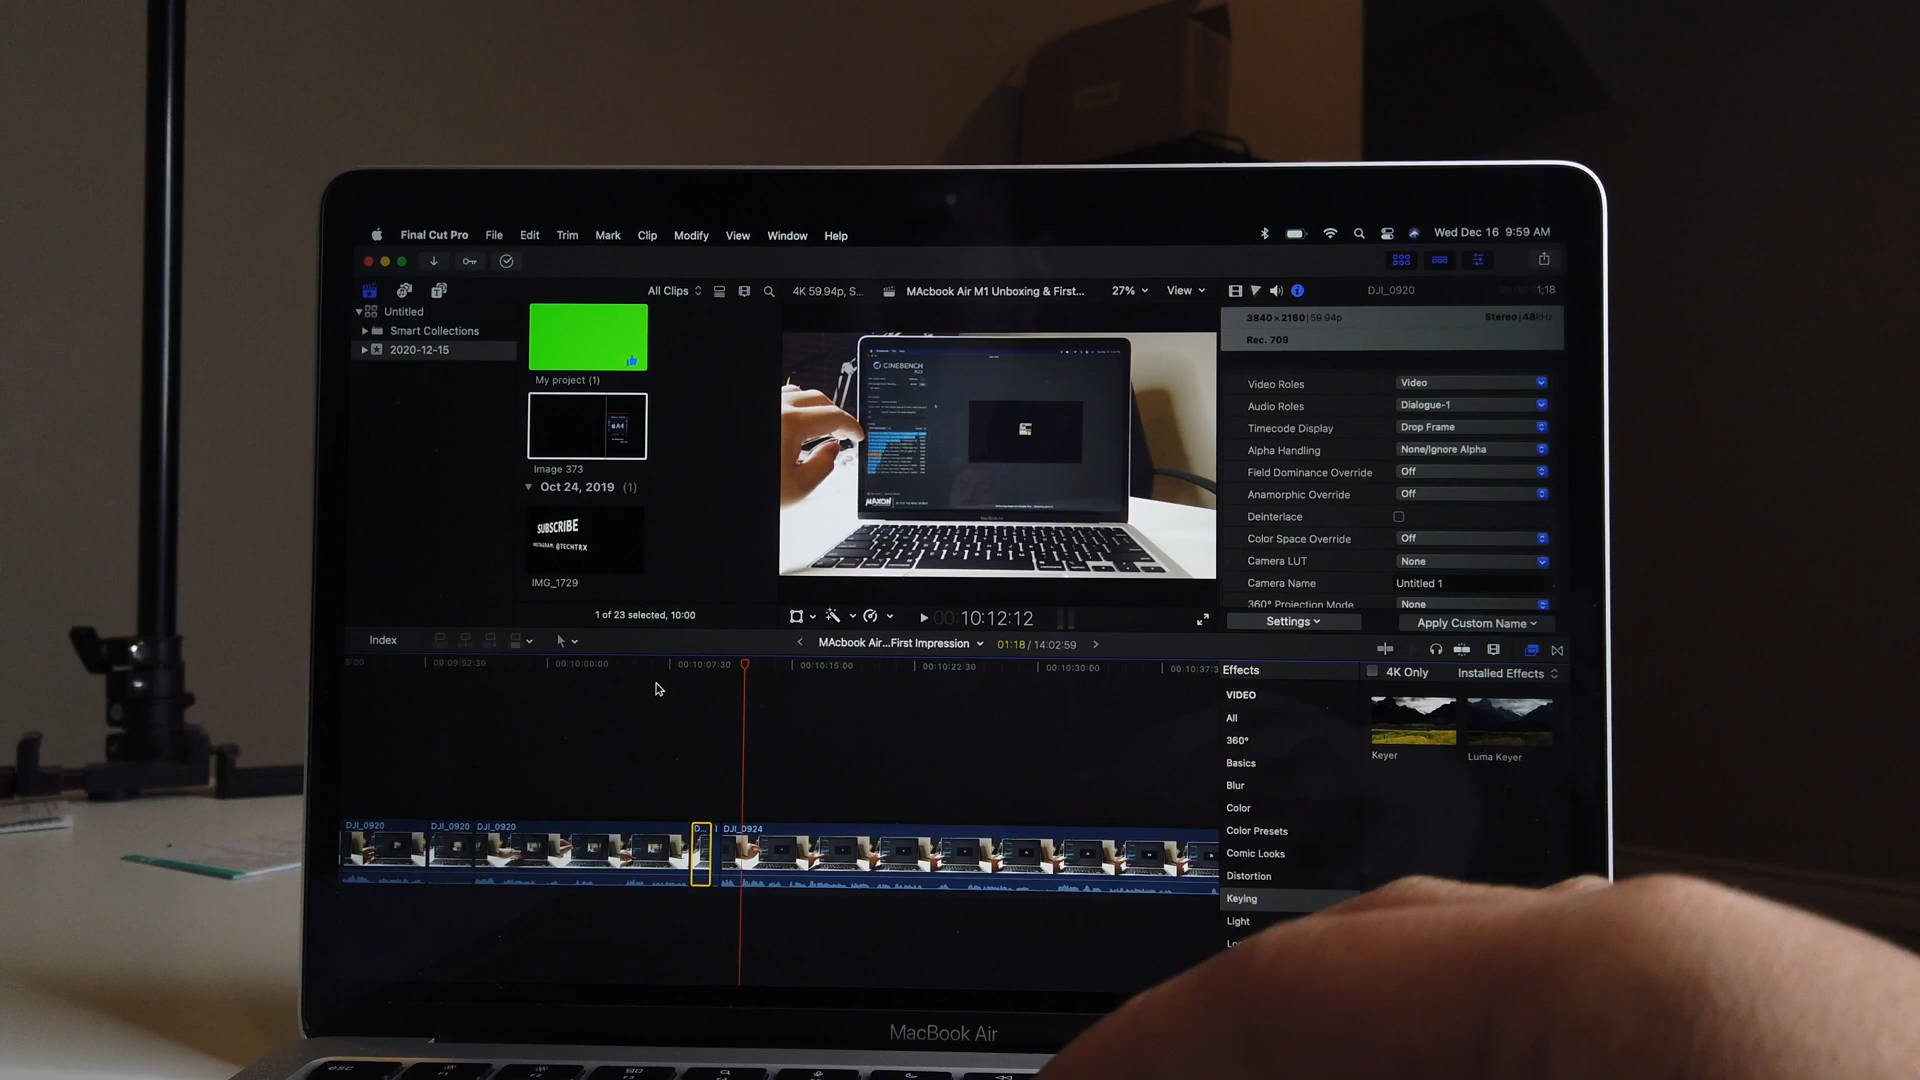 Final Cut Pro File Edit Trim Mark Clip Modify View Window Help
Wed Dec 16 9:59 AM
All Clips
4K 59.94p, S...
MAcbook Air M1 Unboxing & First...
27%
View
DJI_0920
1;18
Untitled
Smart Collections
2020-12-15
My project (1)
Image 373
Oct 24, 2019 (1)
SUBSCRIBE
INSTAGRAM: @TECHTRX
IMG_1729
1 of 23 selected, 10:00
A4
CINEBENCH
MAXON
10:12:12
3840 × 2160 | 59.94p
Stereo | 48kHz
Rec. 709
Video Roles Video
Audio Roles Dialogue-1
Timecode Display Drop Frame
Alpha Handling None/Ignore Alpha
Field Dominance Override Off
Anamorphic Override Off
Deinterlace
Color Space Override Off
Camera LUT None
Camera Name Untitled 1
360° Projection Mode None
Settings
Apply Custom Name
Index
MAcbook Air...First Impression
01:18 / 14:02:59
00:09:52:30
00:10:00:00
00:10:07:30
00:10:15:00
00:10:22:30
00:10:30:00
00:10:37:3
Effects
4K Only
Installed Effects
VIDEO
All
360°
Basics
Blur
Color
Color Presets
Comic Looks
Distortion
Keying
Light
Keyer
Luma Keyer
DJI_0920
DJI_0920
DJI_0920
D...
DJI_0924
MacBook Air
esc
F1
F2
F3